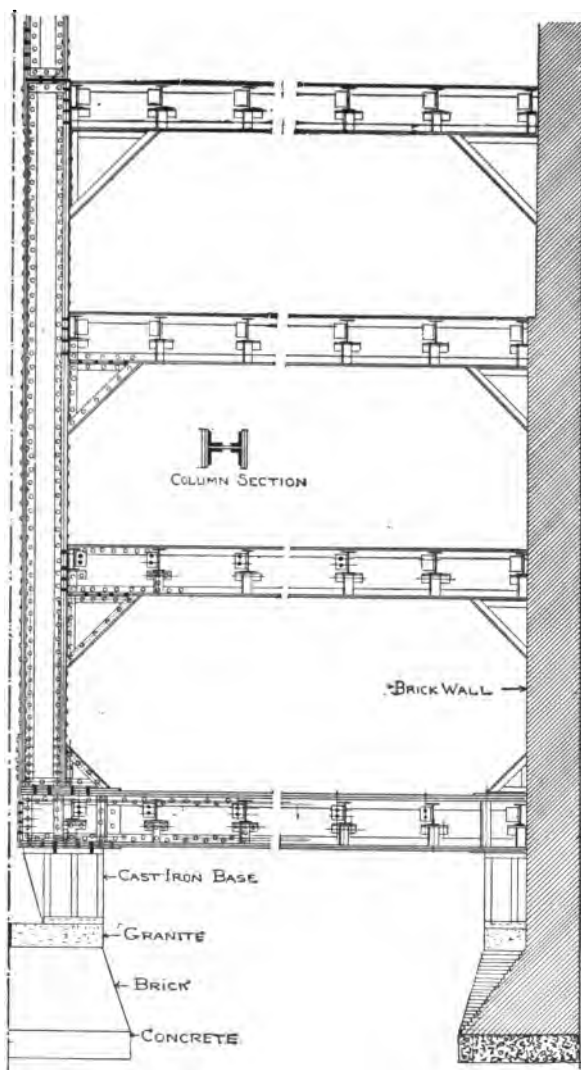 COLUMN SECTION
BRICK WALL
CAST-IRON BASE
GRANITE
BRICK
CONCRETE